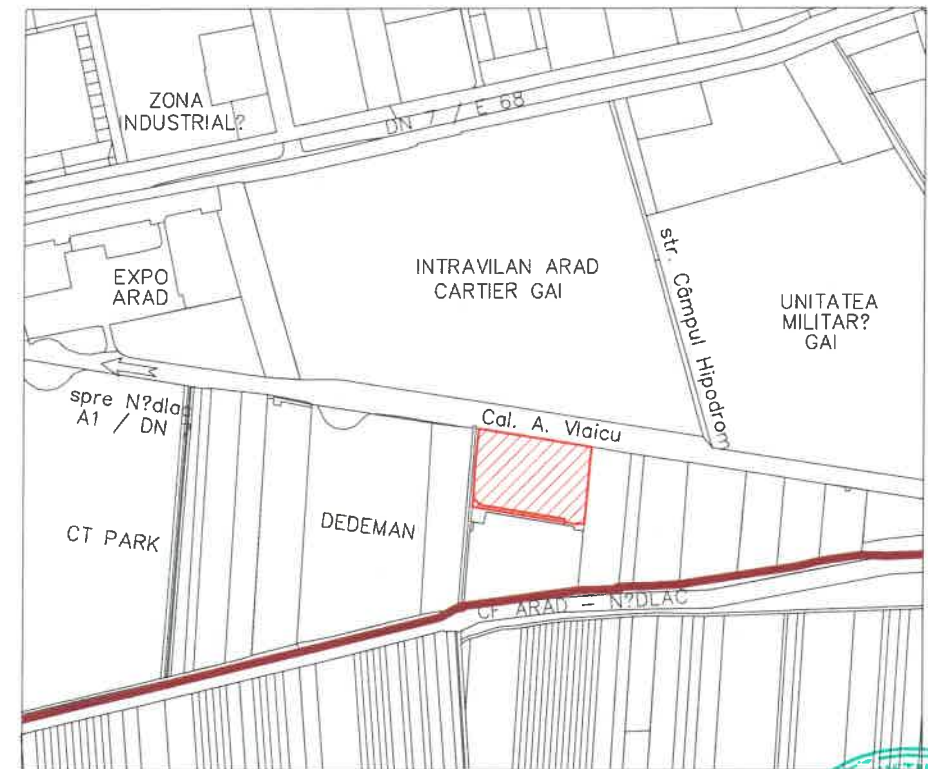 ZONA
INDUSTRIAL?
DN 7 / E 68
EXPO
ARAD
INTRAVILAN ARAD
CARTIER GAI
str. Câmpul Hipodrom
UNITATEA
MILITAR?
GAI
spre N?dlac
A1 / DN
Cal. A. Vlaicu
CT PARK
DEDEMAN
CF ARAD - N?DLAC